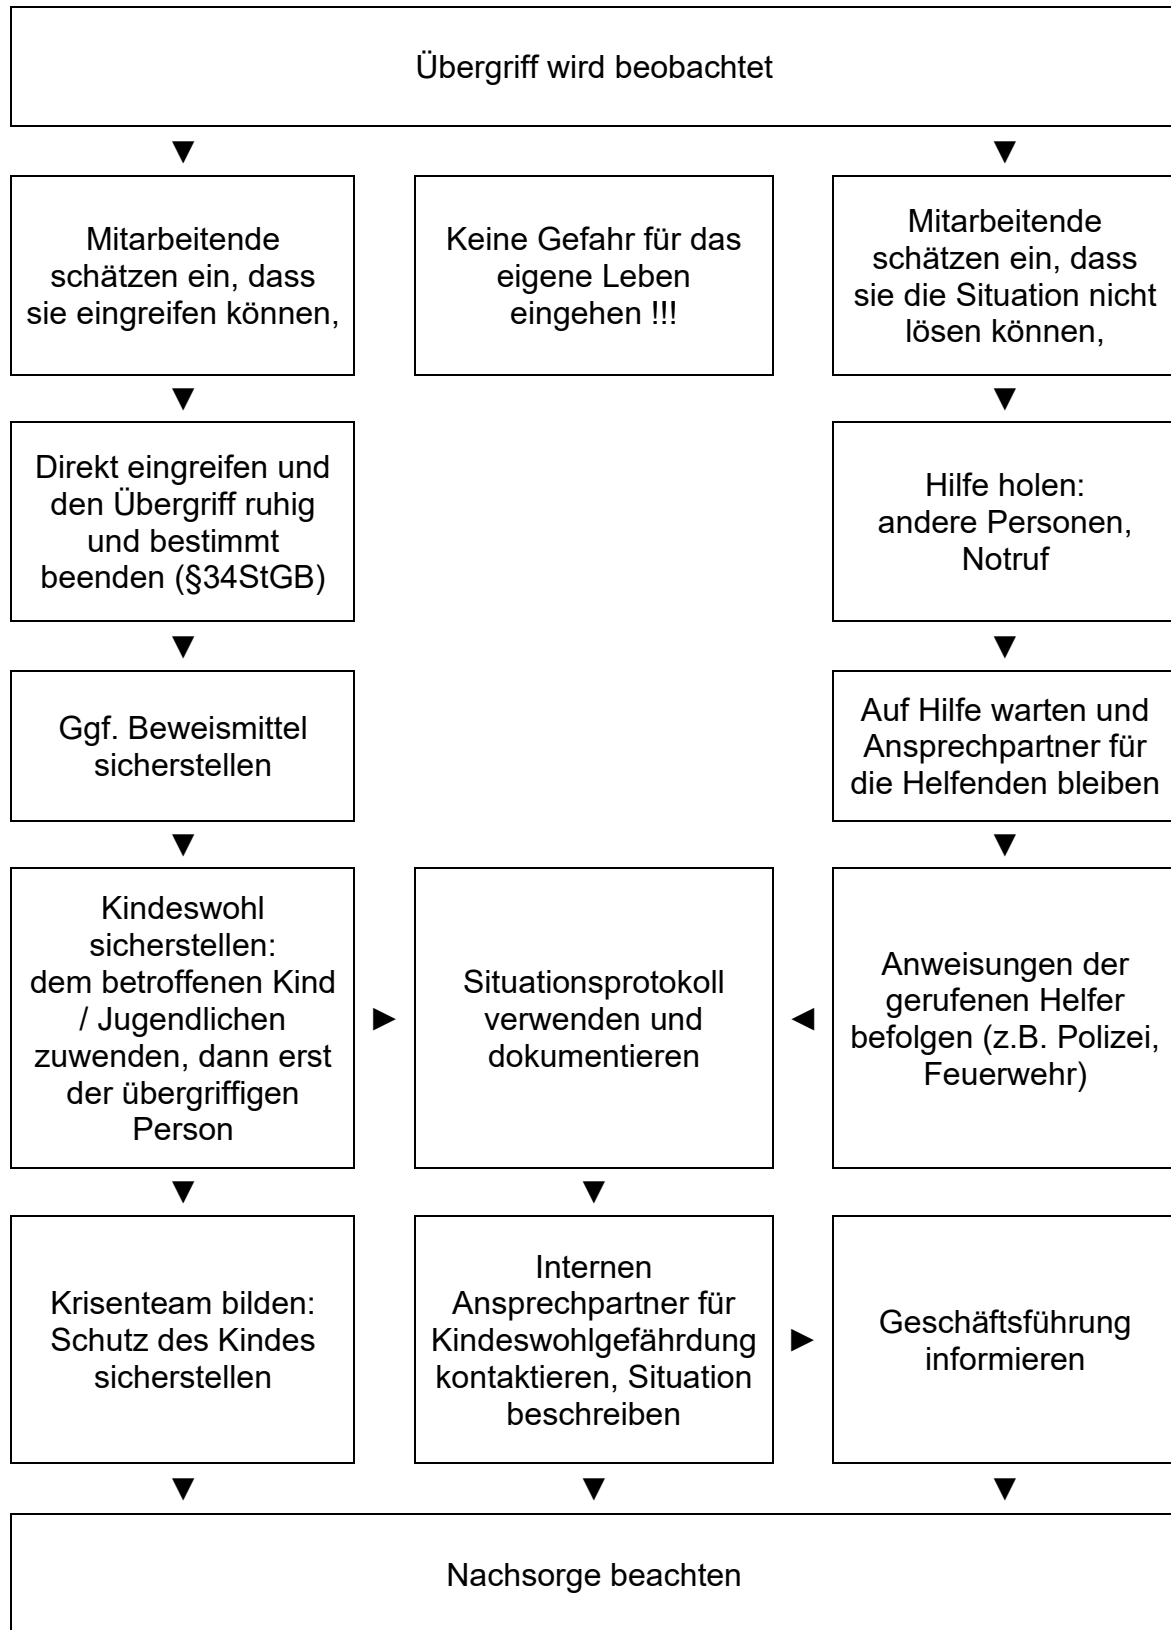 Übergriff wird beobachtet
▼
▼
Mitarbeitende
schätzen ein, dass
sie eingreifen können,
Keine Gefahr für das
eigene Leben
eingehen !!!
Mitarbeitende
schätzen ein, dass
sie die Situation nicht
lösen können,
▼
▼
Direkt eingreifen und
den Übergriff ruhig
und bestimmt
beenden (§34StGB)
Hilfe holen:
andere Personen,
Notruf
▼
▼
Ggf. Beweismittel
sicherstellen
Auf Hilfe warten und
Ansprechpartner für
die Helfenden bleiben
▼
▼
Kindeswohl
sicherstellen:
dem betroffenen Kind
/ Jugendlichen
zuwenden, dann erst
der übergriffigen
Person
►
Situationsprotokoll
verwenden und
dokumentieren
◄
Anweisungen der
gerufenen Helfer
befolgen (z.B. Polizei,
Feuerwehr)
▼
▼
Krisenteam bilden:
Schutz des Kindes
sicherstellen
Internen
Ansprechpartner für
Kindeswohlgefährdung
kontaktieren, Situation
beschreiben
►
Geschäftsführung
informieren
▼
▼
▼
Nachsorge beachten